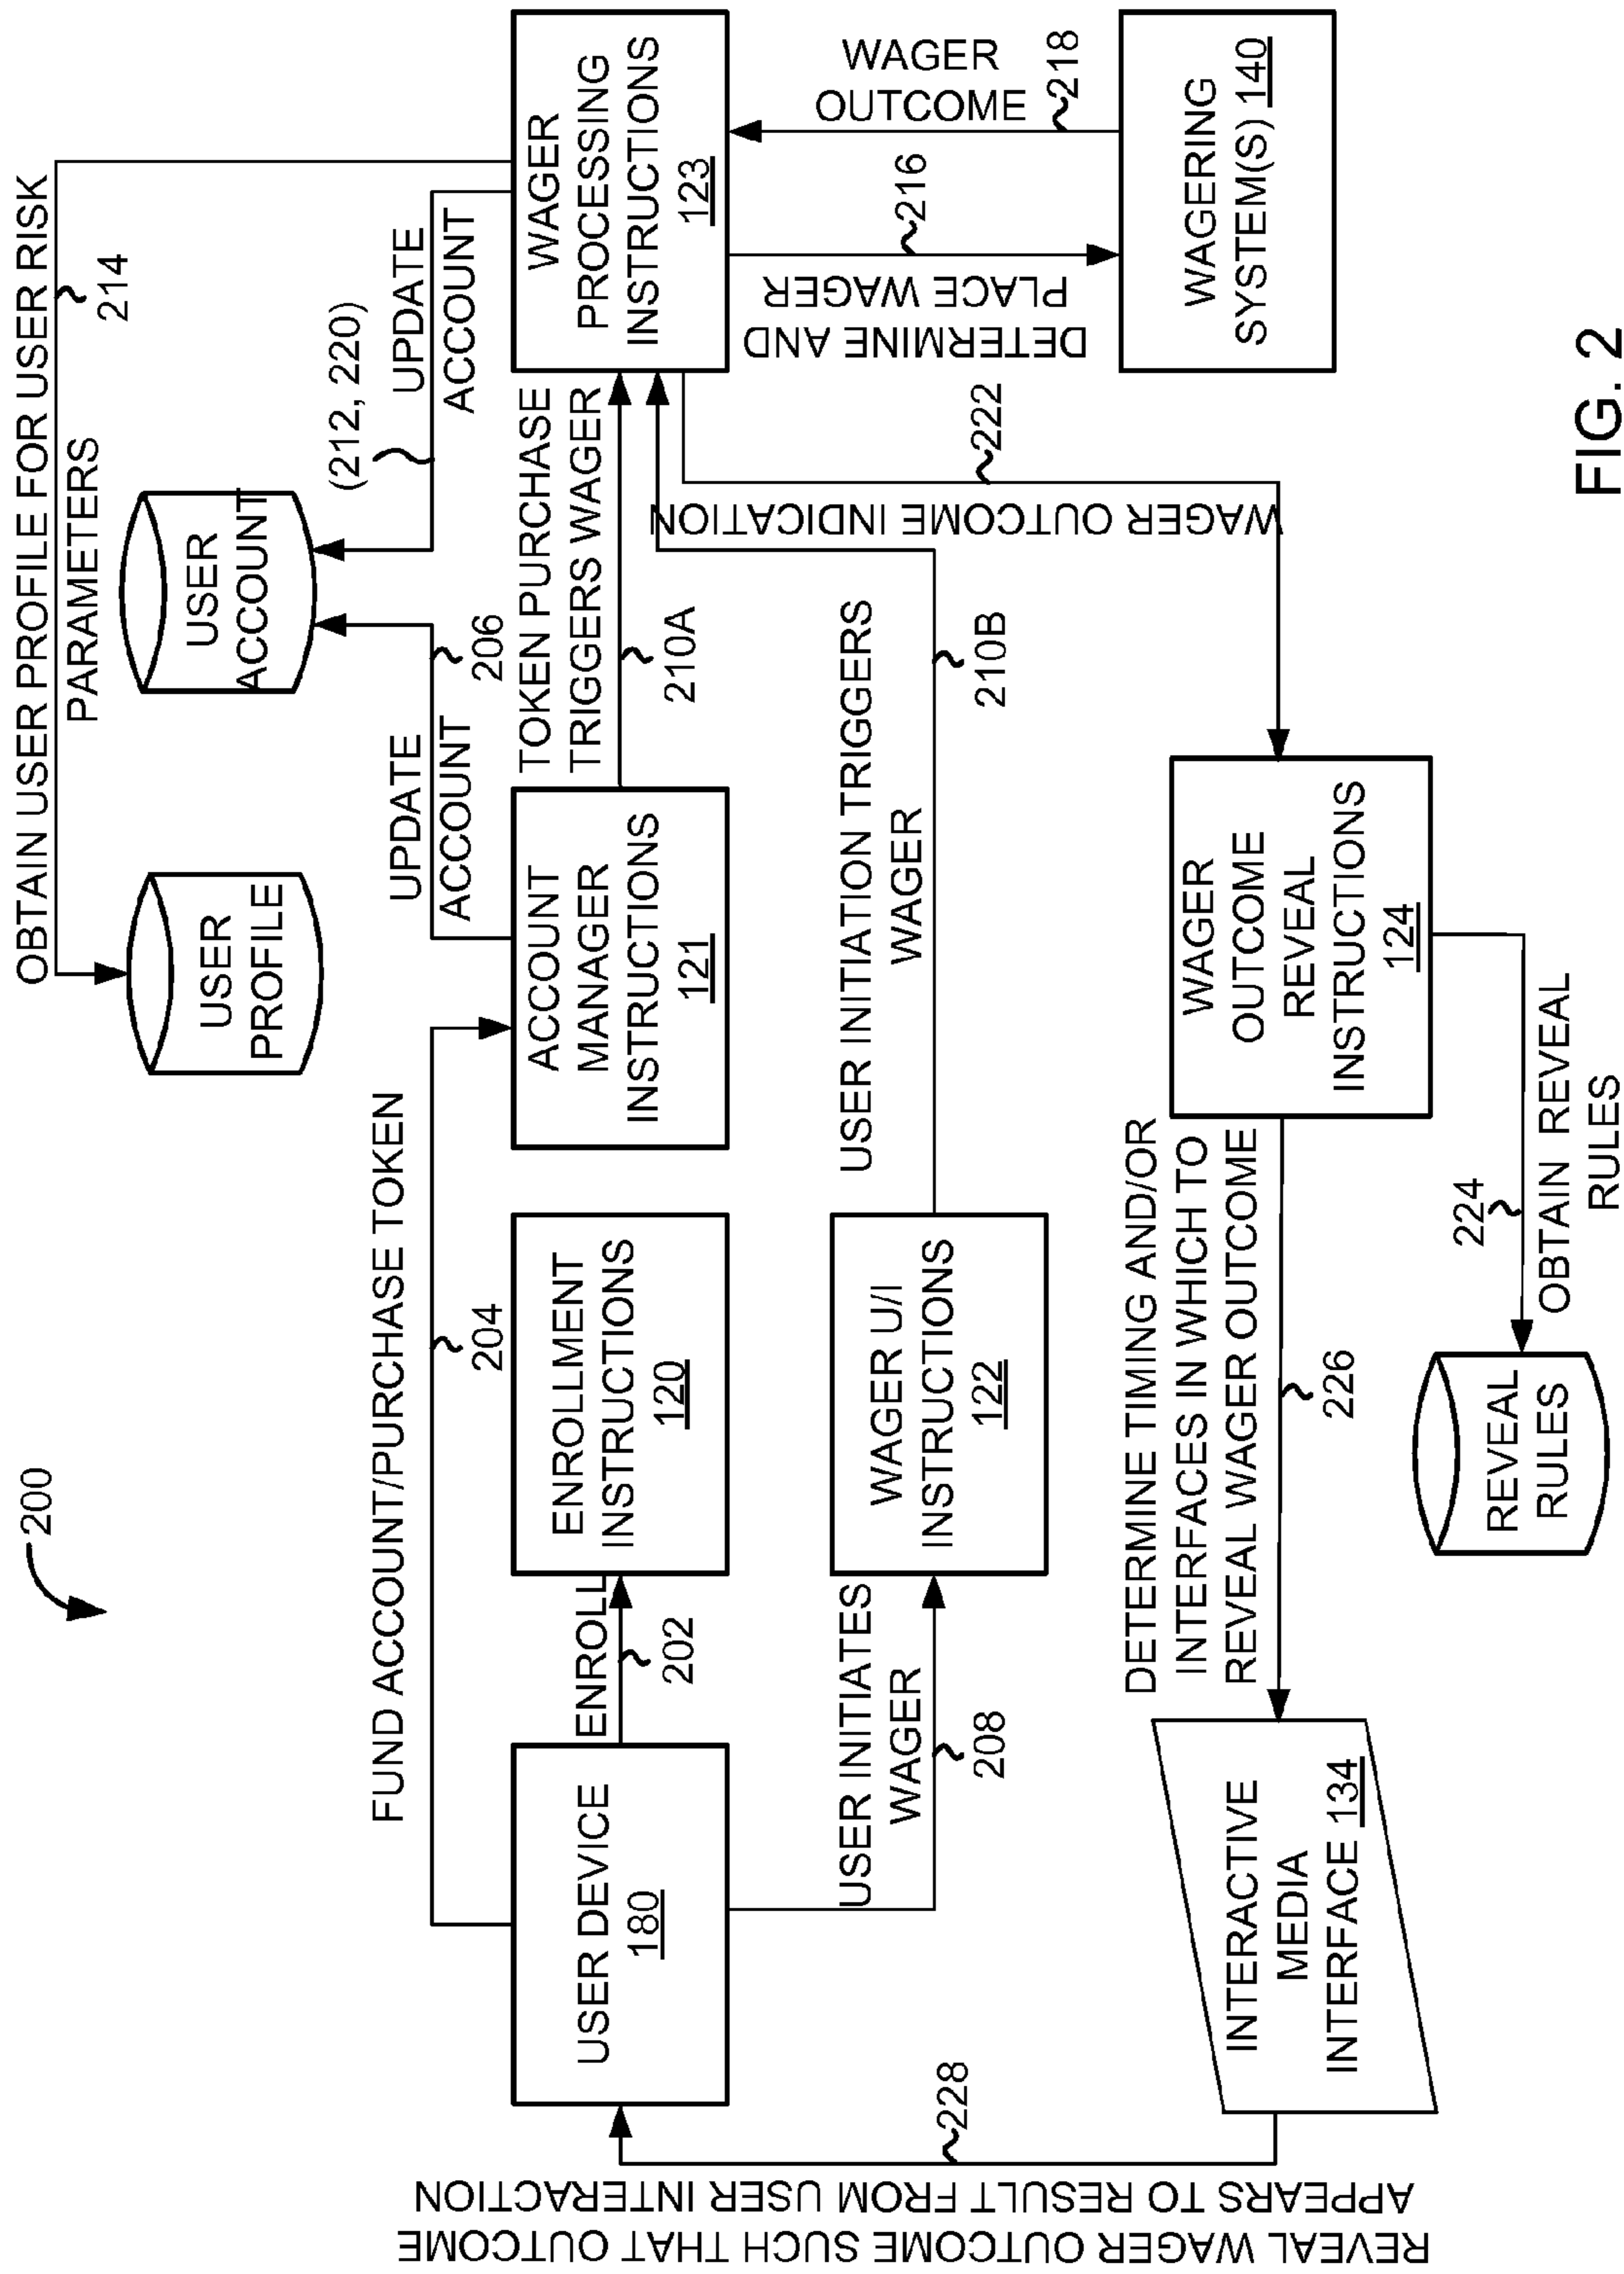 200
OBTAIN USER PROFILE FOR USER RISK
PARAMETERS
214
USER
PROFILE
USER
ACCOUNT
(212, 220)
FUND ACCOUNT/PURCHASE TOKEN
204
UPDATE
ACCOUNT
206
UPDATE
ACCOUNT
USER DEVICE
180
ENROLL
202
ENROLLMENT
INSTRUCTIONS
120
ACCOUNT
MANAGER
INSTRUCTIONS
121
TOKEN PURCHASE
TRIGGERS WAGER
210A
WAGER
PROCESSING
INSTRUCTIONS
123
USER INITIATES
WAGER
208
WAGER U/I
INSTRUCTIONS
122
USER INITIATION TRIGGERS
WAGER
210B
WAGER OUTCOME INDICATION
222
DETERMINE AND
PLACE WAGER
216
WAGER
OUTCOME
218
WAGERING
SYSTEM(S) 140
REVEAL WAGER OUTCOME SUCH THAT OUTCOME
APPEARS TO RESULT FROM USER INTERACTION
228
INTERACTIVE
MEDIA
INTERFACE 134
DETERMINE TIMING AND/OR
INTERFACES IN WHICH TO
REVEAL WAGER OUTCOME
226
WAGER
OUTCOME
REVEAL
INSTRUCTIONS
124
REVEAL
RULES
224
OBTAIN REVEAL
RULES
FIG. 2